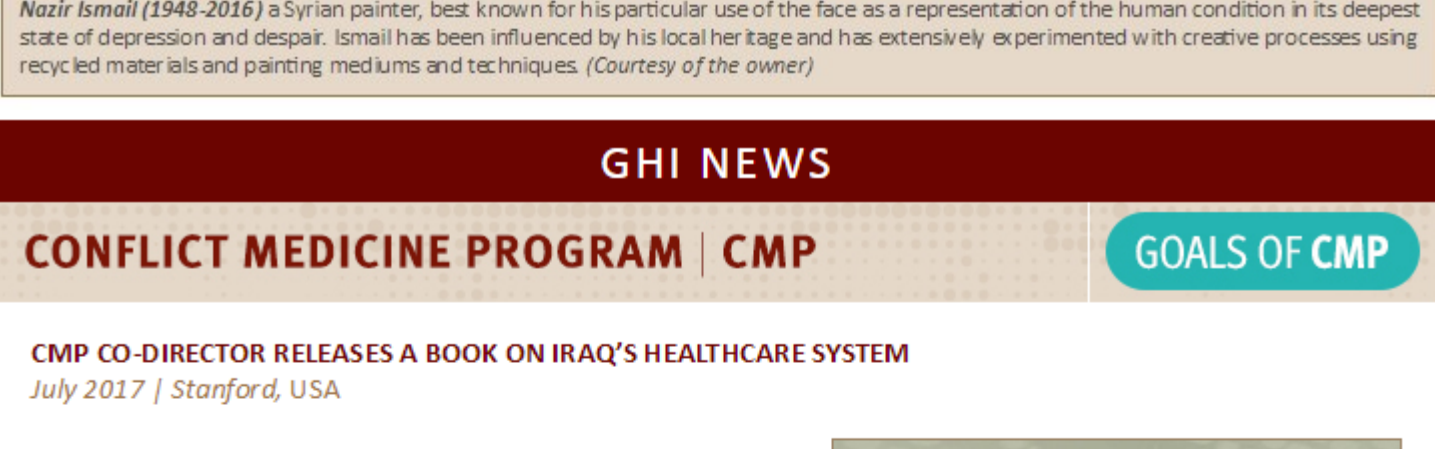 Nazir Ismail (1948-2016) a Syrian painter, best known for his particular use of the face as a representation of the human condition in its deepest
state of depression and despair. Ismail has been influenced by his local heritage and has extensively experimented with creative processes using
recycled materials and painting mediums and techniques. (Courtesy of the owner)
GHI NEWS
CONFLICT MEDICINE PROGRAM | CMP
GOALS OF CMP
CMP CO-DIRECTOR RELEASES A BOOK ON IRAQ'S HEALTHCARE SYSTEM
July 2017 | Stanford, USA